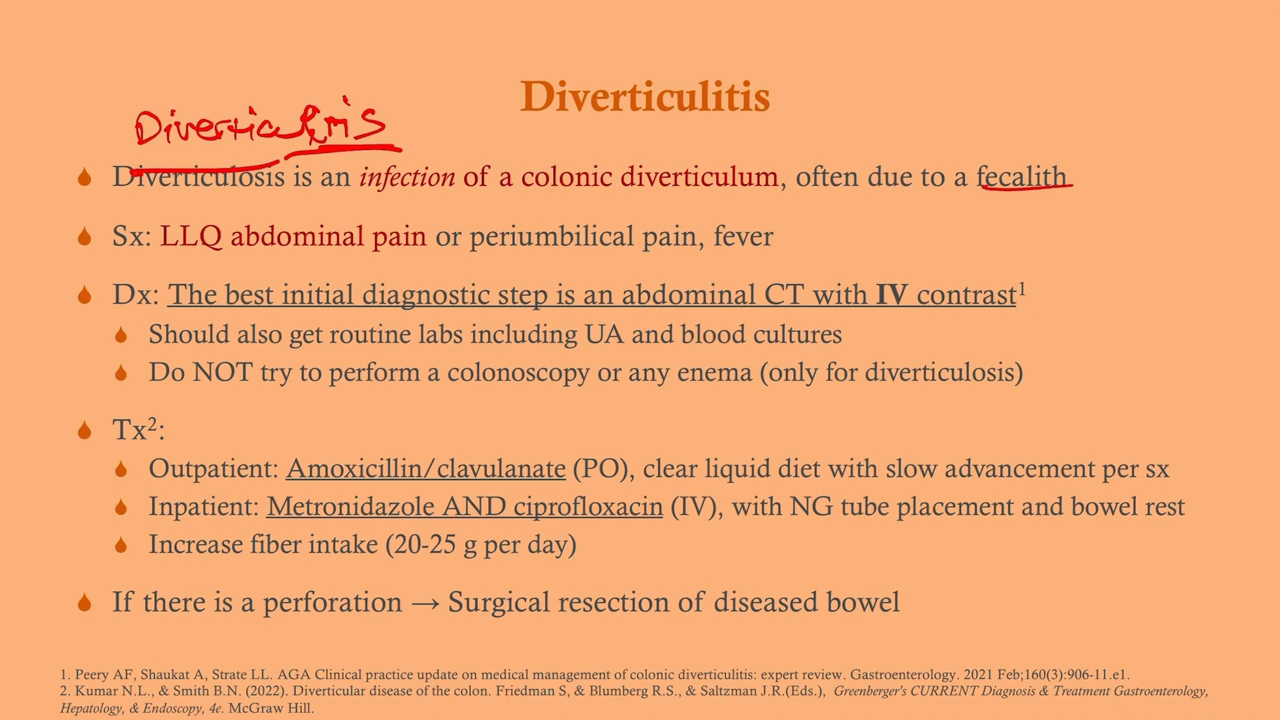 Diverticulitis
Diverticulitis
Diverticulosis is an infection of a colonic diverticulum, often due to a fecalith
Sx: LLQ abdominal pain or periumbilical pain, fever
Dx: The best initial diagnostic step is an abdominal CT with IV contrast1
Should also get routine labs including UA and blood cultures
Do NOT try to perform a colonoscopy or any enema (only for diverticulosis)
Tx2:
Outpatient: Amoxicillin/clavulanate (PO), clear liquid diet with slow advancement per sx
Inpatient: Metronidazole AND ciprofloxacin (IV), with NG tube placement and bowel rest
Increase fiber intake (20-25 g per day)
If there is a perforation → Surgical resection of diseased bowel
1. Peery AF, Shaukat A, Strate LL. AGA Clinical practice update on medical management of colonic diverticulitis: expert review. Gastroenterology. 2021 Feb;160(3):906-11.e1.
2. Kumar N.L., & Smith B.N. (2022). Diverticular disease of the colon. Friedman S, & Blumberg R.S., & Saltzman J.R.(Eds.), Greenberger's CURRENT Diagnosis & Treatment Gastroenterology,
Hepatology, & Endoscopy, 4e. McGraw Hill.